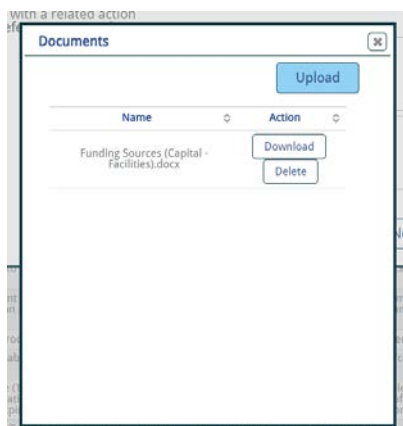 with a related action
Documents
Upload
Name
Action
Funding Sources (Capital -
Facilities).docx
Download
Delete